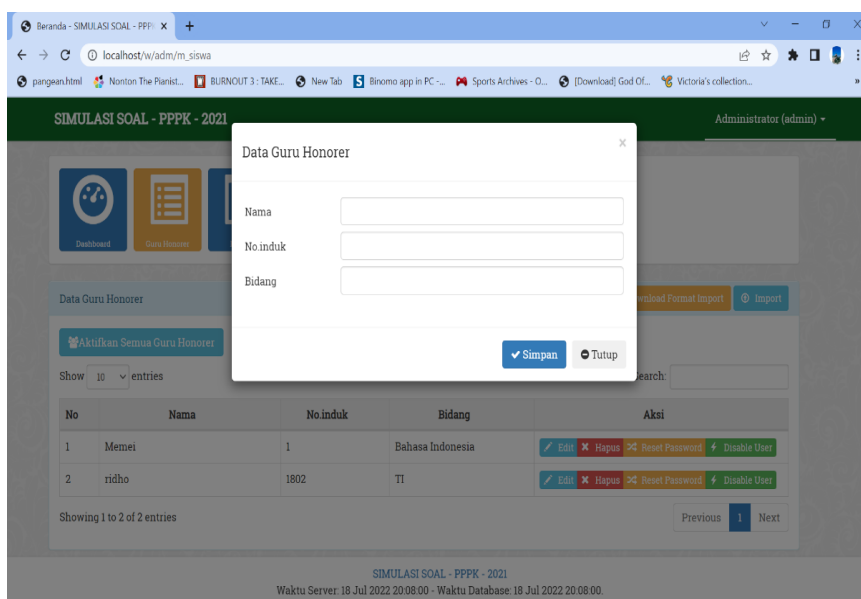 Beranda - SIMULASI SOAL - PPPK
localhost/w/adm/m_siswa
pangean.html Nonton The Pianist... BURNOUT 3 : TAKE... New Tab Binomo app in PC -... Sports Archives - O... [Download] God Of... Victoria's collection... »
SIMULASI SOAL - PPPK - 2021 Administrator (admin)
Data Guru Honorer x
Nama
No.induk
Bidang
Simpan Tutup
Dashboard Guru Honorer
Data Guru Honorer Download Format Import Import
Aktifkan Semua Guru Honorer
Show 10 entries Search:
No Nama No.induk Bidang Aksi
1 Memei 1 Bahasa Indonesia Edit Hapus Reset Password Disable User
2 ridho 1802 TI Edit Hapus Reset Password Disable User
Showing 1 to 2 of 2 entries Previous 1 Next
SIMULASI SOAL - PPPK - 2021
Waktu Server: 18 Jul 2022 20:08:00 - Waktu Database: 18 Jul 2022 20:08:00.